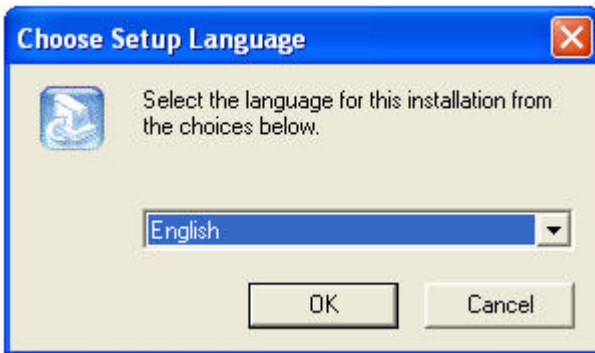 Choose Setup Language
Select the language for this installation from
the choices below.
English
OK
Cancel